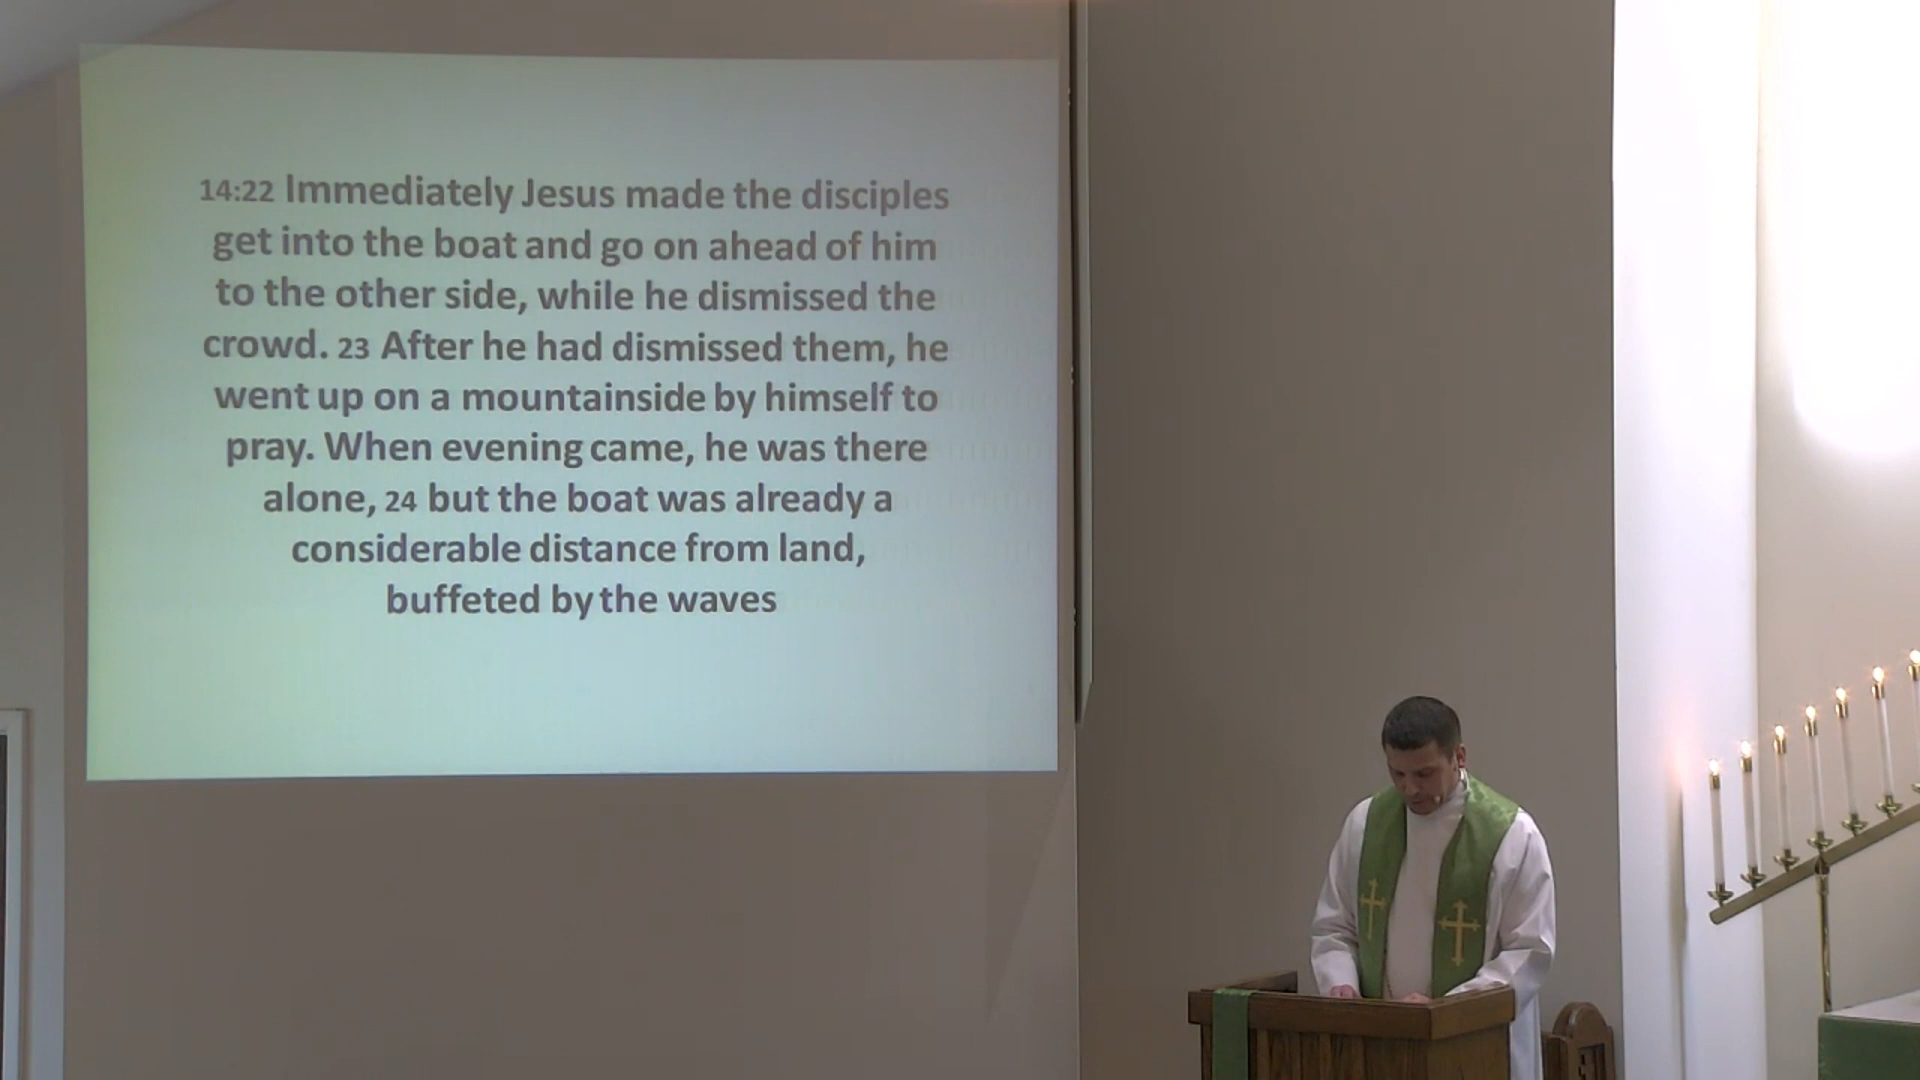 14:22 Immediately Jesus made the disciples
get into the boat and go on ahead of him
to the other side, while he dismissed the
crowd. 23 After he had dismissed them, he
went up on a mountainside by himself to
pray. When evening came, he was there
alone, 24 but the boat was already a
considerable distance from land,
buffeted by the waves